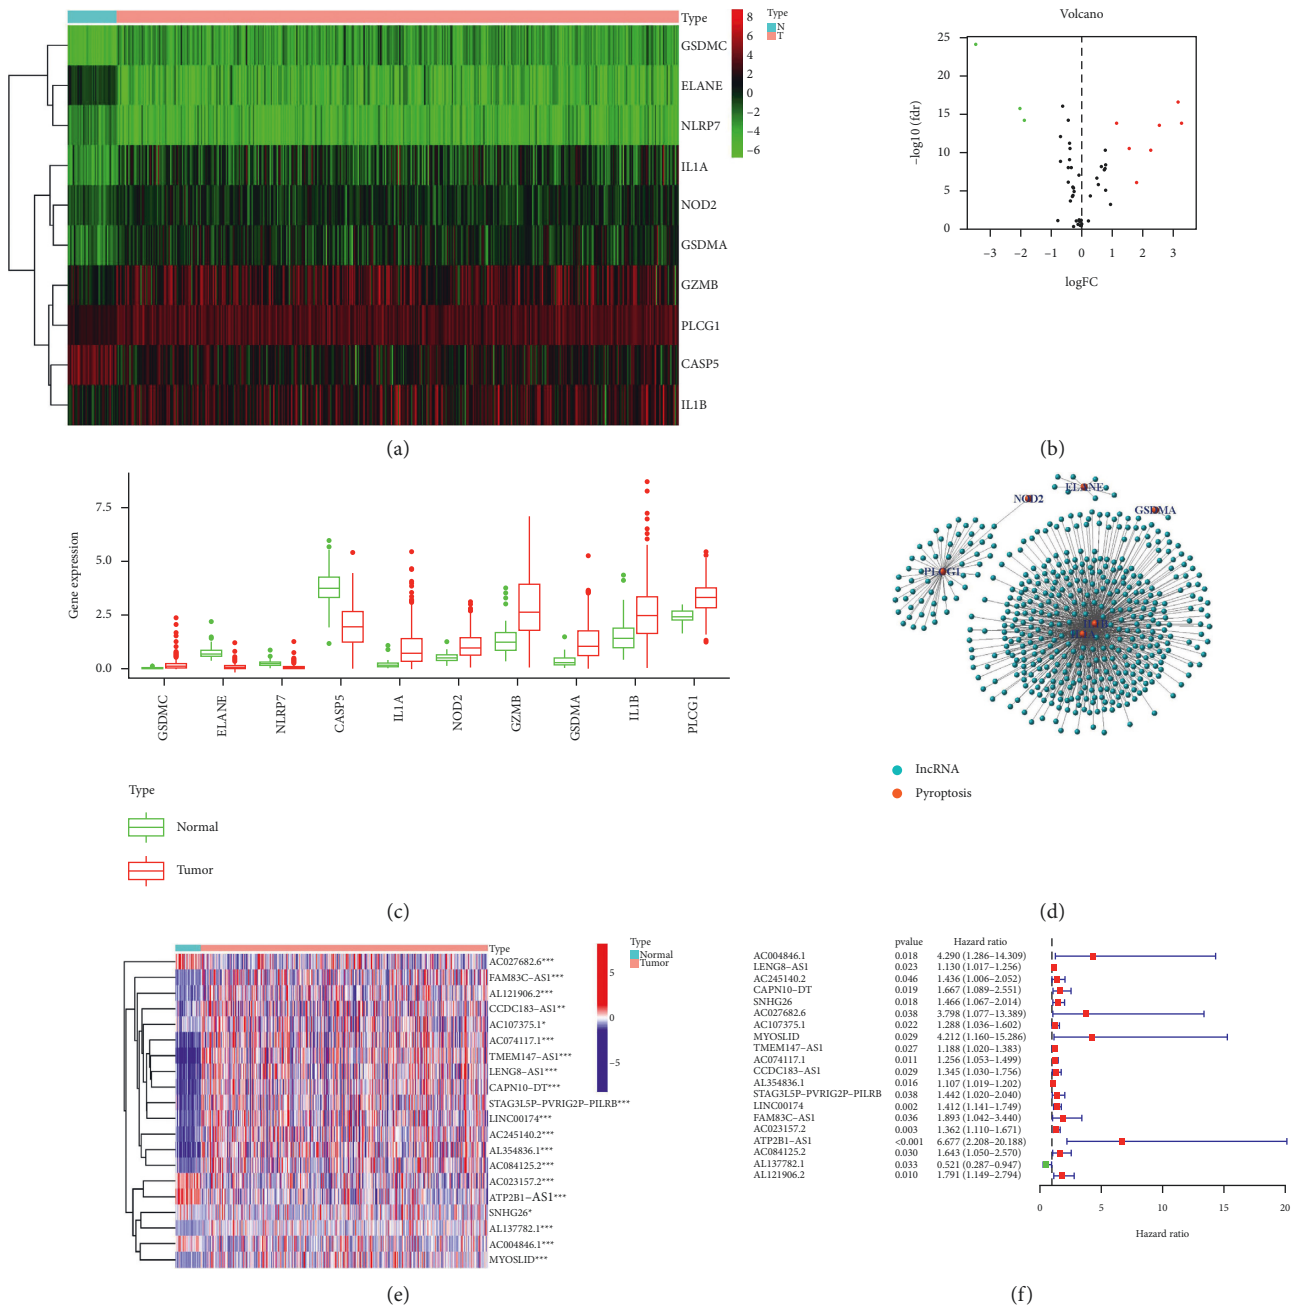 Type
GSDMC
ELANE
NLRP7
IL1A
NOD2
GSDMA
GZMB
PLCG1
CASP5
IL1B
8
6
4
2
0
−2
−4
−6
Type
N
T
(a)
Volcano
25
20
15
10
5
0
−log10 (fdr)
−3 −2 −1 0 1 2 3
logFC
(b)
7.5
5.0
2.5
0.0
Gene expression
GSDMC
ELANE
NLRP7
CASP5
IL1A
NOD2
GZMB
GSDMA
IL1B
PLCG1
Type
Normal
Tumor
(c)
ELANE
NOD2
GSDMA
PLCG1
lncRNA
Pyroptosis
(d)
Type
AC027682.6***
FAM83C−AS1***
AL121906.2***
CCDC183−AS1**
AC107375.1*
AC074117.1***
TMEM147−AS1***
LENG8−AS1***
CAPN10−DT***
STAG3L5P−PVRIG2P−PILRB***
LINC00174***
AC245140.2***
AL354836.1***
AC084125.2***
AC023157.2***
ATP2B1−AS1***
SNHG26*
AL137782.1***
AC004846.1***
MYOSLID***
5
0
−5
Type
Normal
Tumor
(e)
pvalue Hazard ratio
AC004846.1 0.018 4.290 (1.286−14.309)
LENG8−AS1 0.023 1.130 (1.017−1.256)
AC245140.2 0.046 1.436 (1.006−2.052)
CAPN10−DT 0.019 1.667 (1.089−2.551)
SNHG26 0.018 1.466 (1.067−2.014)
AC027682.6 0.038 3.798 (1.077−13.389)
AC107375.1 0.022 1.288 (1.036−1.602)
MYOSLID 0.029 4.212 (1.160−15.286)
TMEM147−AS1 0.027 1.188 (1.020−1.383)
AC074117.1 0.011 1.256 (1.053−1.499)
CCDC183−AS1 0.029 1.345 (1.030−1.756)
AL354836.1 0.016 1.107 (1.019−1.202)
STAG3L5P−PVRIG2P−PILRB 0.038 1.442 (1.020−2.040)
LINC00174 0.002 1.412 (1.141−1.749)
FAM83C−AS1 0.036 1.893 (1.042−3.440)
AC023157.2 0.003 1.362 (1.110−1.671)
ATP2B1−AS1 <0.001 6.677 (2.208−20.188)
AC084125.2 0.030 1.643 (1.050−2.570)
AL137782.1 0.033 0.521 (0.287−0.947)
AL121906.2 0.010 1.791 (1.149−2.794)
0 5 10 15 20
Hazard ratio
(f)